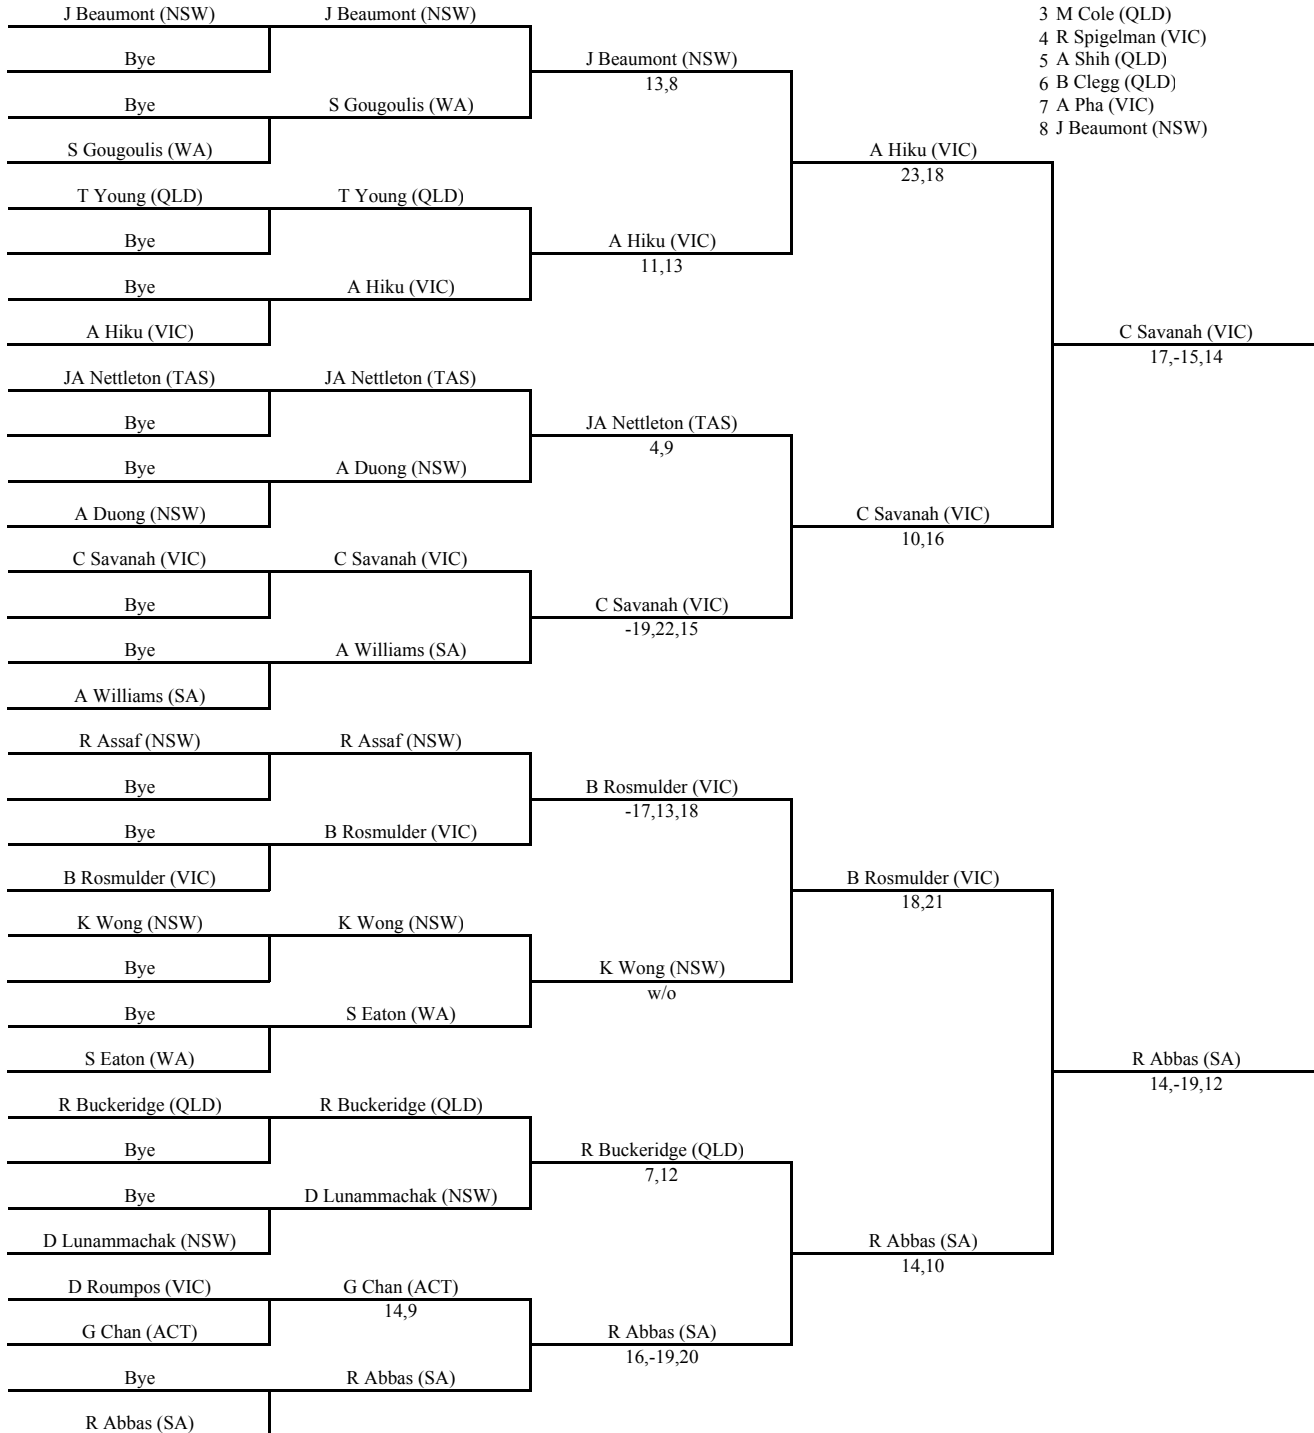 J Beaumont (NSW)
Bye
Bye
S Gougoulis (WA)
T Young (QLD)
Bye
Bye
A Hiku (VIC)
JA Nettleton (TAS)
Bye
Bye
A Duong (NSW)
C Savanah (VIC)
Bye
Bye
A Williams (SA)
R Assaf (NSW)
Bye
Bye
B Rosmulder (VIC)
K Wong (NSW)
Bye
Bye
S Eaton (WA)
R Buckeridge (QLD)
Bye
Bye
D Lunammachak (NSW)
D Roumpos (VIC)
G Chan (ACT)
Bye
R Abbas (SA)
J Beaumont (NSW)
S Gougoulis (WA)
T Young (QLD)
A Hiku (VIC)
JA Nettleton (TAS)
A Duong (NSW)
C Savanah (VIC)
A Williams (SA)
R Assaf (NSW)
B Rosmulder (VIC)
K Wong (NSW)
S Eaton (WA)
R Buckeridge (QLD)
D Lunammachak (NSW)
G Chan (ACT)
14,9
R Abbas (SA)
J Beaumont (NSW)
13,8
A Hiku (VIC)
11,13
JA Nettleton (TAS)
4,9
C Savanah (VIC)
-19,22,15
B Rosmulder (VIC)
-17,13,18
K Wong (NSW)
w/o
R Buckeridge (QLD)
7,12
R Abbas (SA)
16,-19,20
A Hiku (VIC)
23,18
C Savanah (VIC)
10,16
B Rosmulder (VIC)
18,21
R Abbas (SA)
14,10
3 M Cole (QLD)
4 R Spigelman (VIC)
5 A Shih (QLD)
6 B Clegg (QLD)
7 A Pha (VIC)
8 J Beaumont (NSW)
C Savanah (VIC)
17,-15,14
R Abbas (SA)
14,-19,12